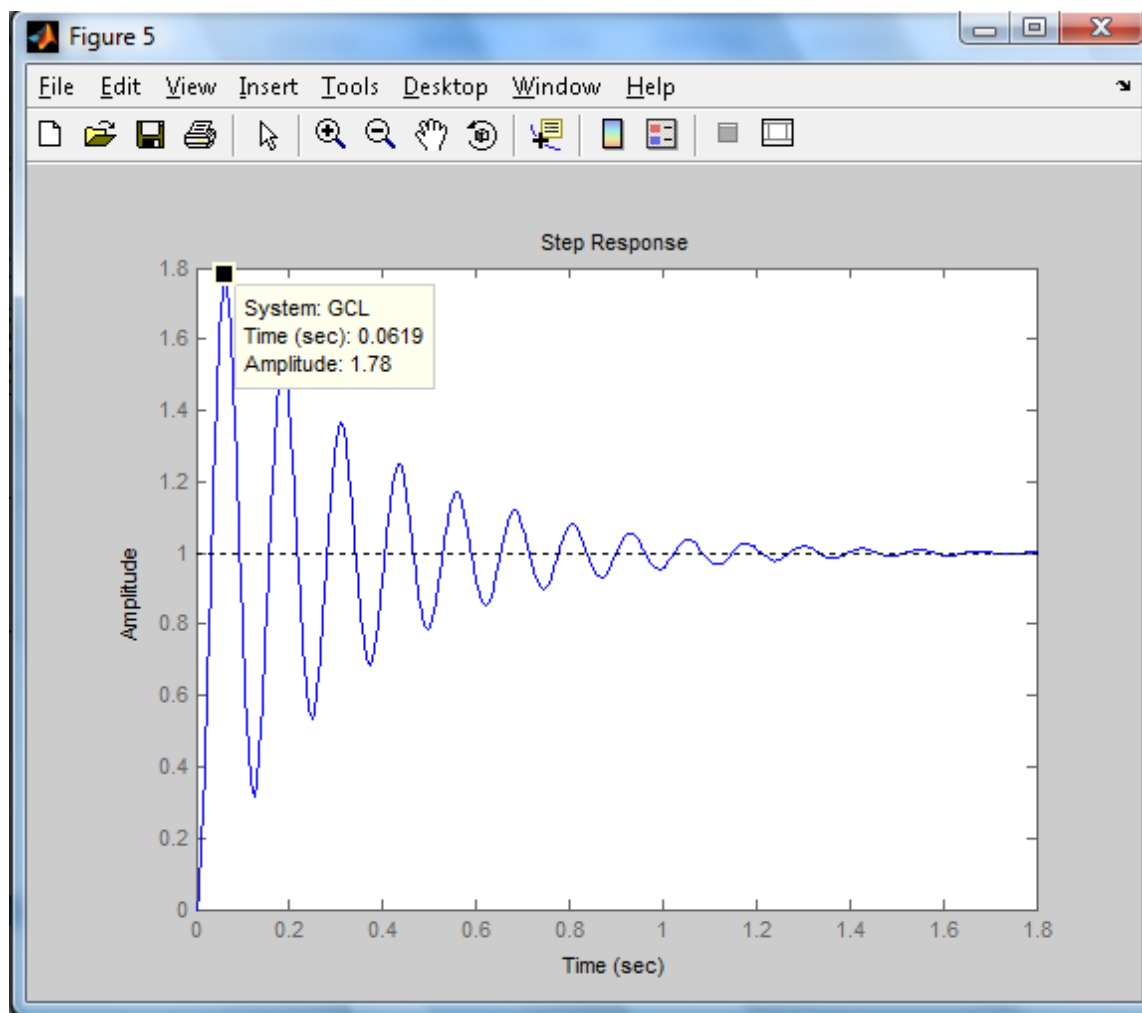 Figure 5
File Edit View Insert Tools Desktop Window Help
Step Response
System: GCL
Time (sec): 0.0619
Amplitude: 1.78
Amplitude
1.8
1.6
1.4
1.2
1
0.8
0.6
0.4
0.2
0
0 0.2 0.4 0.6 0.8 1 1.2 1.4 1.6 1.8
Time (sec)